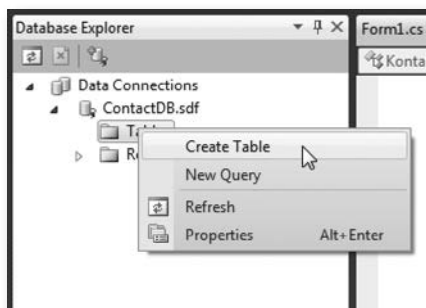 Database Explorer
Form1.cs
Data Connections
ContactDB.sdf
Create Table
New Query
Refresh
Properties Alt+Enter